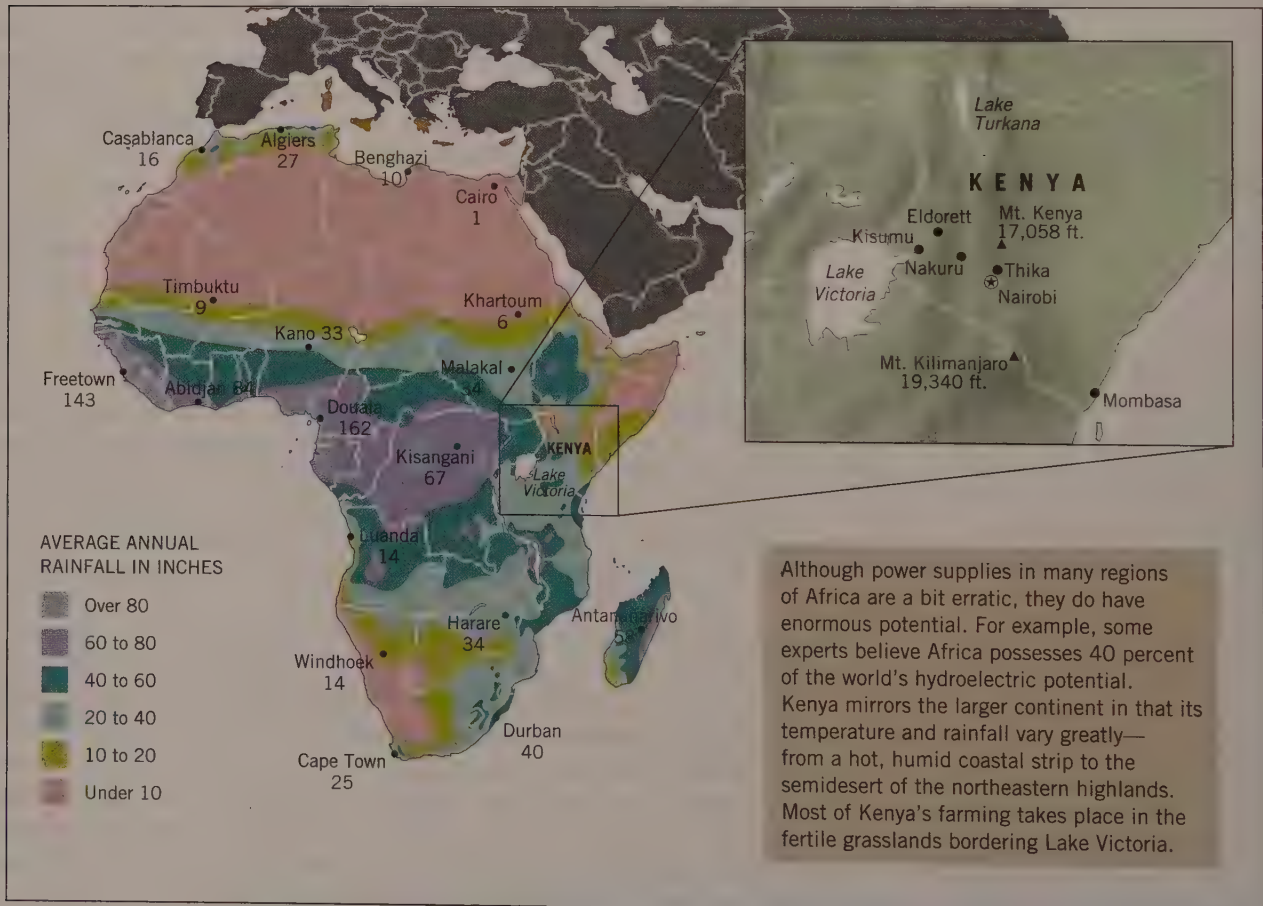 Casablanca
16
Algiers
27
Benghazi
10
Cairo
1
Timbuktu
9
Khartoum
6
Kano 33
Malakal
34
Freetown
143
Abidjan 84
Douala
162
Kisangani
67
KENYA
Lake
Victoria
Luanda
14
Harare
34
Antananarivo
Windhoek
14
Durban
40
Cape Town
25
AVERAGE ANNUAL
RAINFALL IN INCHES
Over 80
60 to 80
40 to 60
20 to 40
10 to 20
Under 10
Lake
Turkana
KENYA
Eldorett
Mt. Kenya
17,058 ft.
Kisumu
Nakuru
Thika
Nairobi
Lake
Victoria
Mt. Kilimanjaro
19,340 ft.
Mombasa
Although power supplies in many regions
of Africa are a bit erratic, they do have
enormous potential. For example, some
experts believe Africa possesses 40 percent
of the world's hydroelectric potential.
Kenya mirrors the larger continent in that its
temperature and rainfall vary greatly—
from a hot, humid coastal strip to the
semidesert of the northeastern highlands.
Most of Kenya's farming takes place in the
fertile grasslands bordering Lake Victoria.